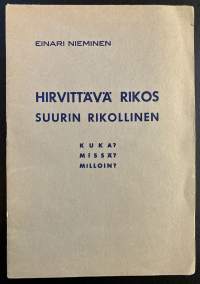 EINARI NIEMINEN
HIRVITTÄVÄ RIKOS
SUURIN RIKOLLINEN
KUKA?
MISSÄ?
MILLOIN?